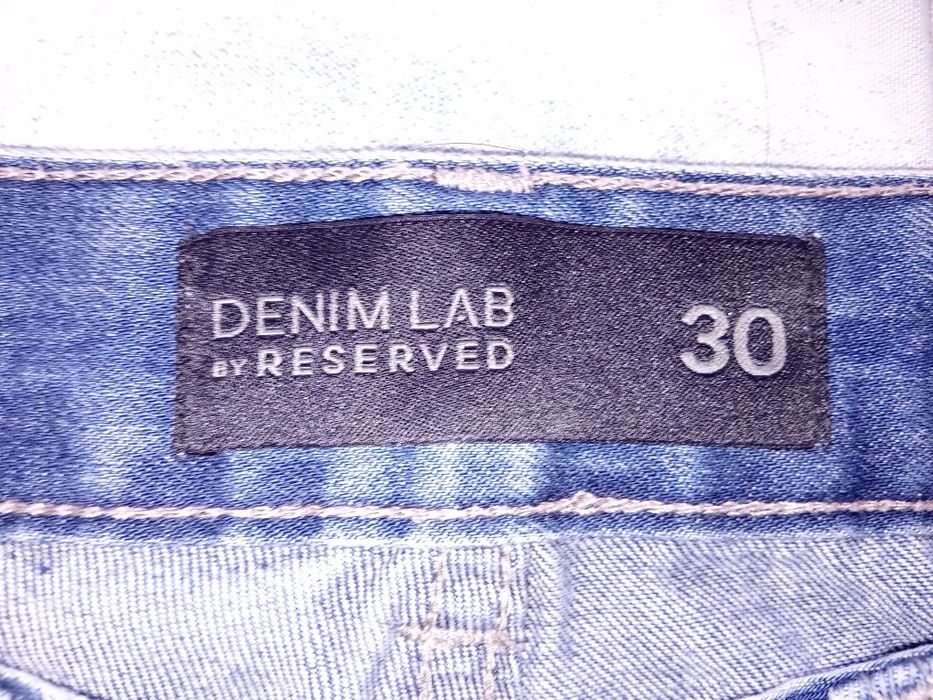 DENIM LAB
BY RESERVED
30